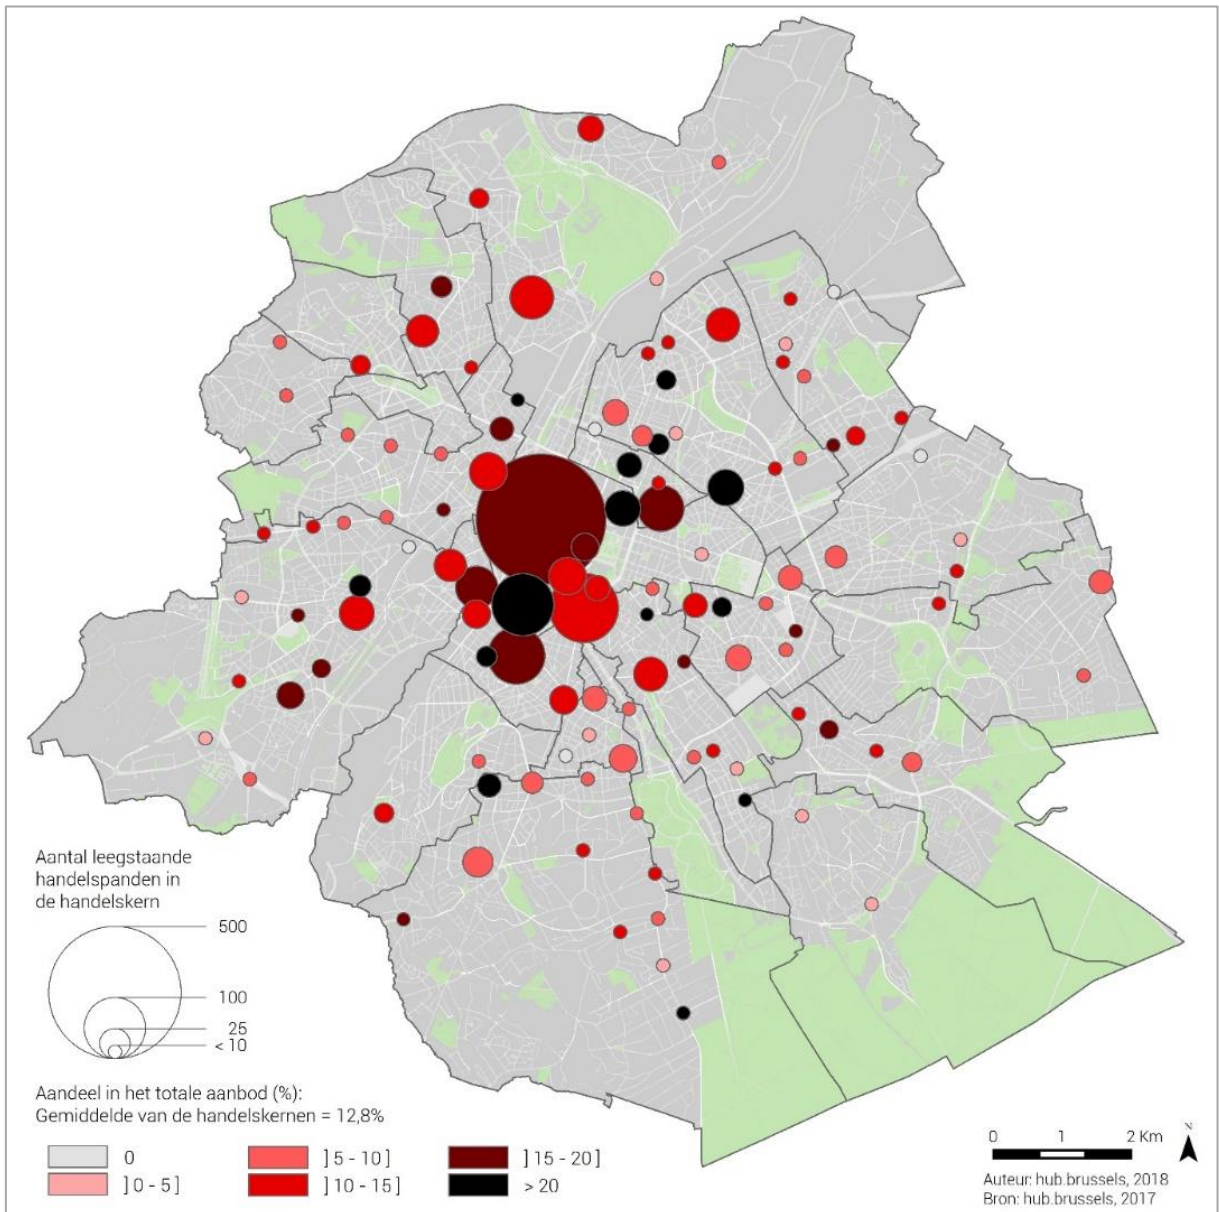 Aantal leegstaande
handelspanden in
de handelskern
500
100
25
< 10
Aandeel in het totale aanbod (%):
Gemiddelde van de handelskernen = 12,8%
0
] 5 - 10 ]
] 15 - 20 ]
] 0 - 5 ]
] 10 - 15 ]
> 20
0 1 2 Km
N
Auteur: hub.brussels, 2018
Bron: hub.brussels, 2017